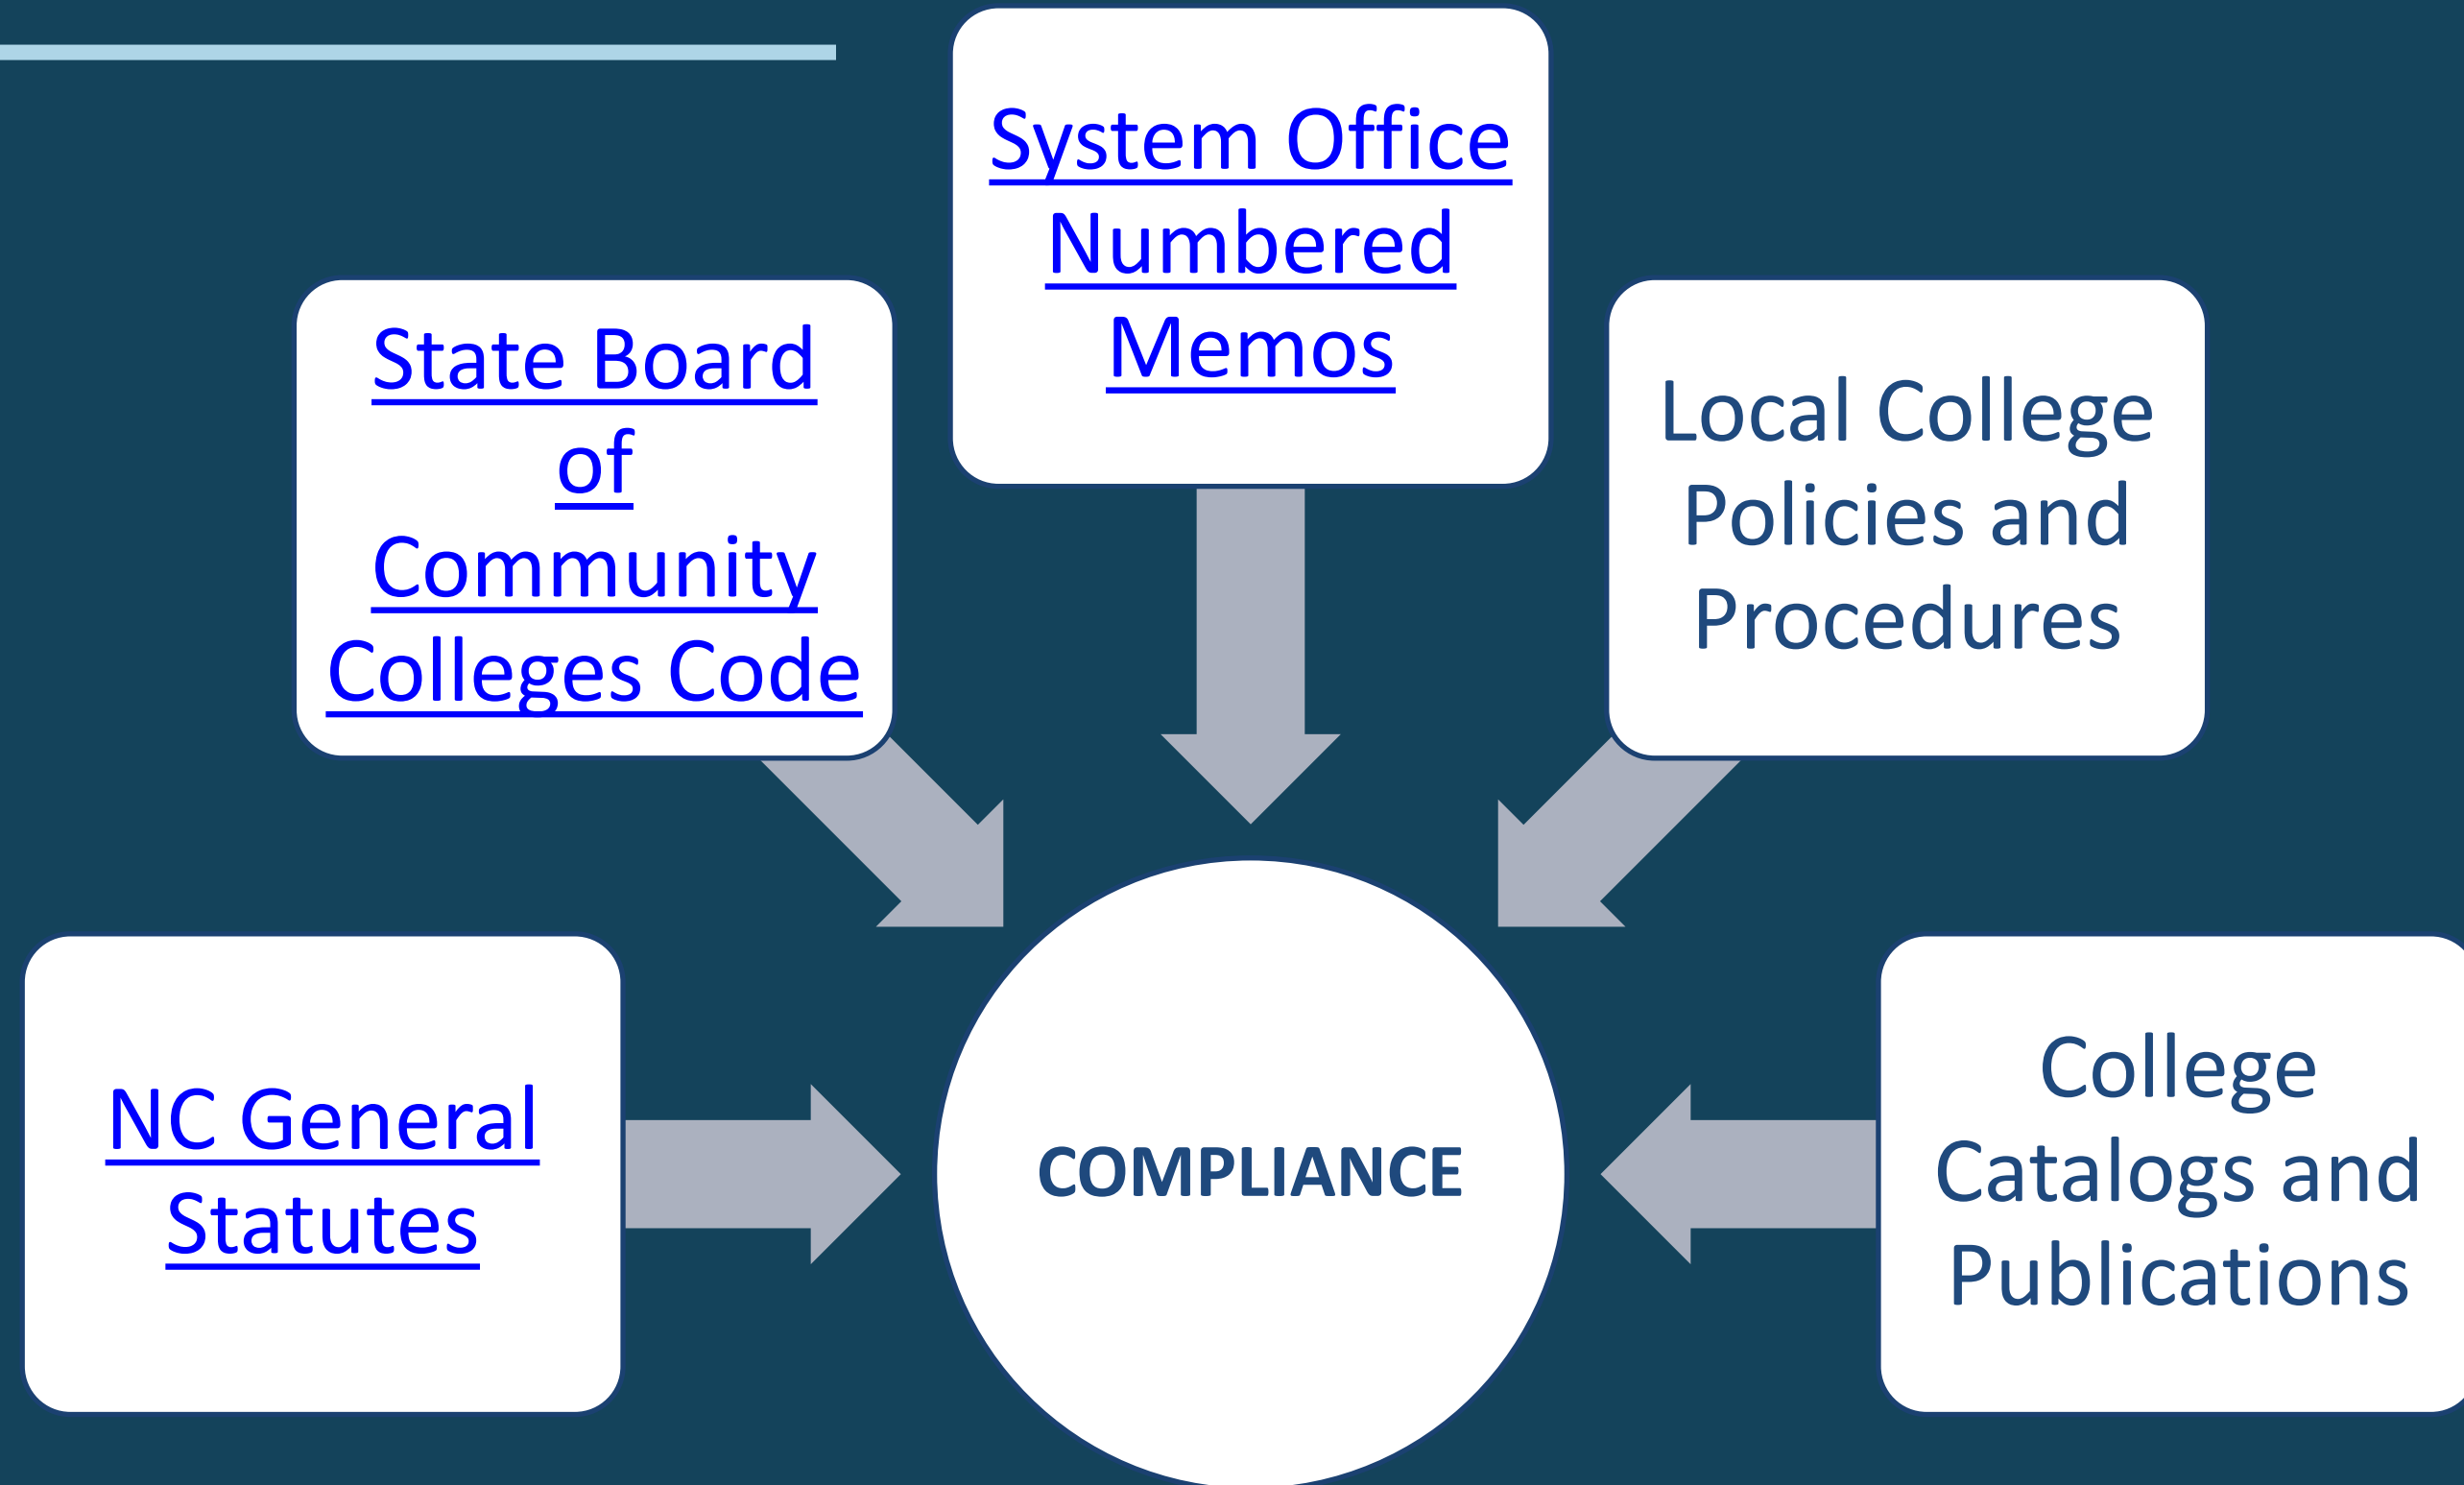 System Office
Numbered
Memos
State Board
of
Community
Colleges Code
Local College
Policies and
Procedures
NC General
Statutes
COMPLIANCE
College
Catalogs and
Publications